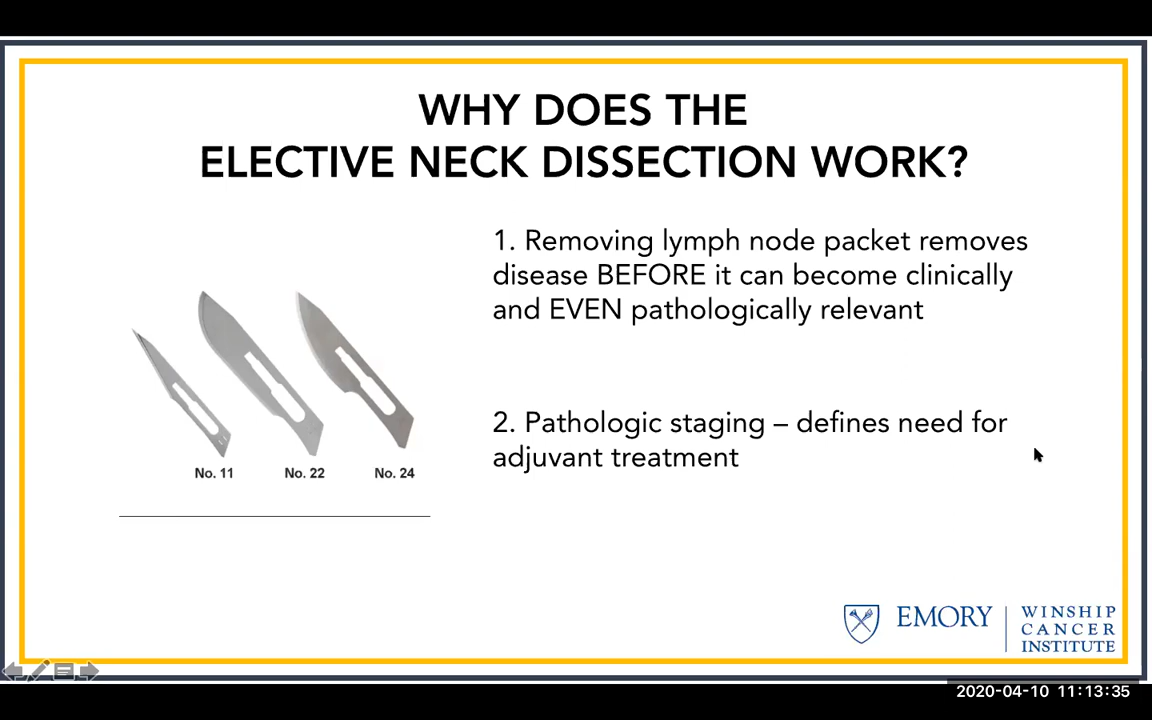 WHY DOES THE
ELECTIVE NECK DISSECTION WORK?
1. Removing lymph node packet removes
disease BEFORE it can become clinically
and EVEN pathologically relevant
2. Pathologic staging – defines need for
adjuvant treatment
No. 11
No. 22
No. 24
EMORY
WINSHIP
CANCER
INSTITUTE
2020-04-10 11:13:35